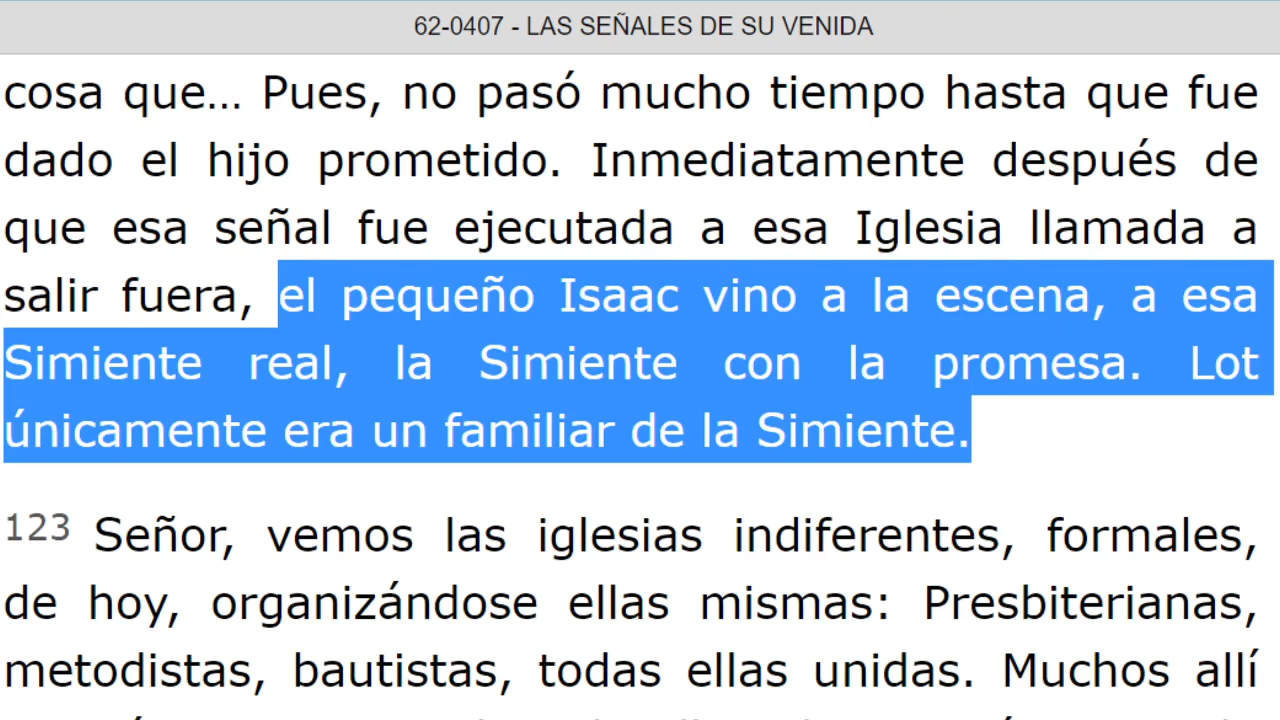 62-0407 - LAS SEÑALES DE SU VENIDA
cosa que… Pues, no pasó mucho tiempo hasta que fue
dado el hijo prometido. Inmediatamente después de
que esa señal fue ejecutada a esa Iglesia llamada a
salir fuera, el pequeño Isaac vino a la escena, a esa
Simiente real, la Simiente con la promesa. Lot
únicamente era un familiar de la Simiente.
123 Señor, vemos las iglesias indiferentes, formales,
de hoy, organizándose ellas mismas: Presbiterianas,
metodistas, bautistas, todas ellas unidas. Muchos allí